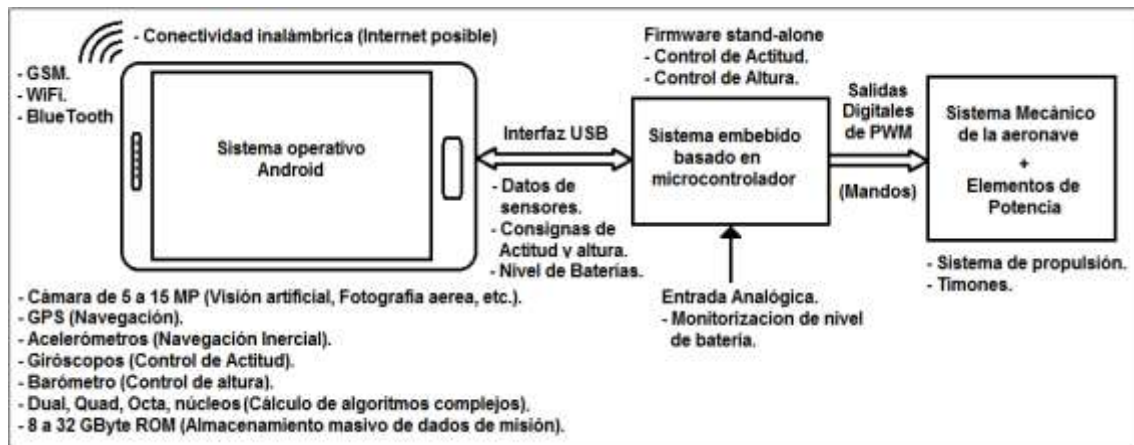 - Conectividad inalámbrica (Internet posible)
- GSM.
- WiFi.
- BlueTooth
Sistema operativo
Android
Interfaz USB
- Datos de
sensores.
- Consignas de
Actitud y altura.
- Nivel de Baterías.
Firmware stand-alone
- Control de Actitud.
- Control de Altura.
Sistema embebido
basado en
microcontrolador
Entrada Analógica.
- Monitorizacion de nivel
de batería.
Salidas
Digitales
de PWM
(Mandos)
Sistema Mecánico
de la aeronave
+
Elementos de
Potencia
- Sistema de propulsión.
- Timones.
- Cámara de 5 a 15 MP (Visión artificial, Fotografia aerea, etc.).
- GPS (Navegación).
- Acelerómetros (Navegación Inercial).
- Giróscopos (Control de Actitud).
- Barómetro (Control de altura).
- Dual, Quad, Octa, núcleos (Cálculo de algoritmos complejos).
- 8 a 32 GByte ROM (Almacenamiento masivo de dados de misión).